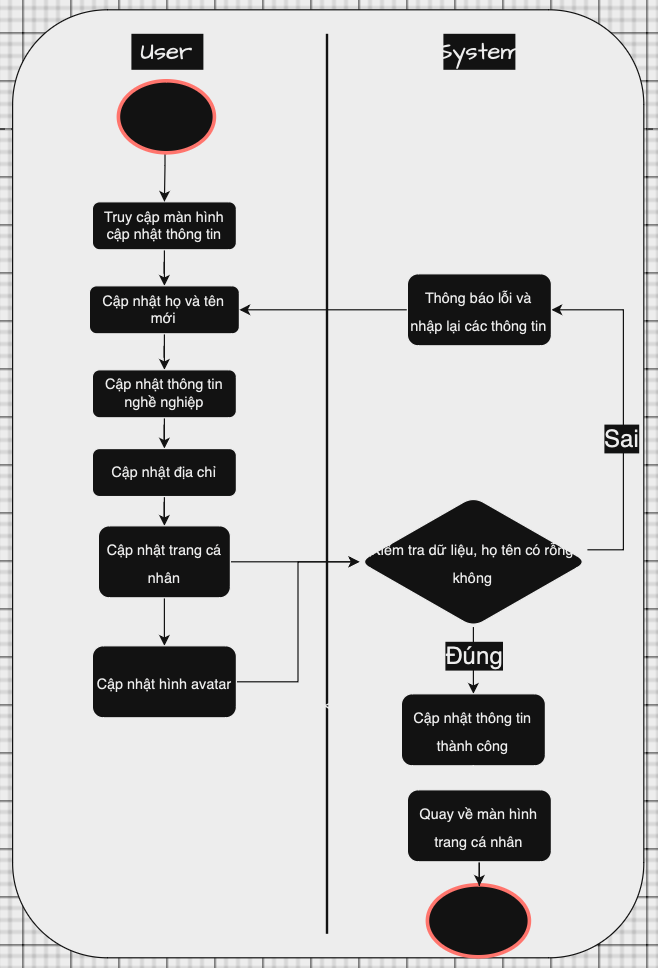 User
System
Truy cập màn hình
cập nhật thông tin
Cập nhật họ và tên
mới
Thông báo lỗi và
nhập lại các thông tin
Cập nhật thông tin
nghề nghiệp
Sai
Cập nhật địa chỉ
Cập nhật trang cá
nhân
Kiểm tra dữ liệu, họ tên có rỗng
không
Đúng
Cập nhật hình avatar
Cập nhật thông tin
thành công
Quay về màn hình
trang cá nhân